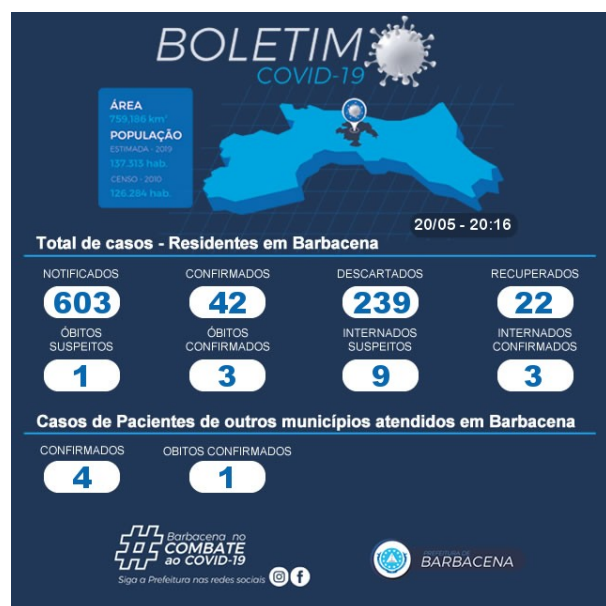 BOLETIM
COVID-19
ÁREA
759,186 km²
POPULAÇÃO
ESTIMADA - 2019
137.313 hab.
CENSO - 2010
126.284 hab.
20/05 - 20:16
Total de casos - Residentes em Barbacena
NOTIFICADOS CONFIRMADOS DESCARTADOS RECUPERADOS
603 42 239 22
ÓBITOS SUSPEITOS ÓBITOS CONFIRMADOS INTERNADOS SUSPEITOS INTERNADOS CONFIRMADOS
1 3 9 3
Casos de Pacientes de outros municípios atendidos em Barbacena
CONFIRMADOS OBITOS CONFIRMADOS
4 1
# Barbacena no
COMBATE
ao COVID-19
Siga a Prefeitura nas redes sociais
PREFEITURA DE
BARBACENA